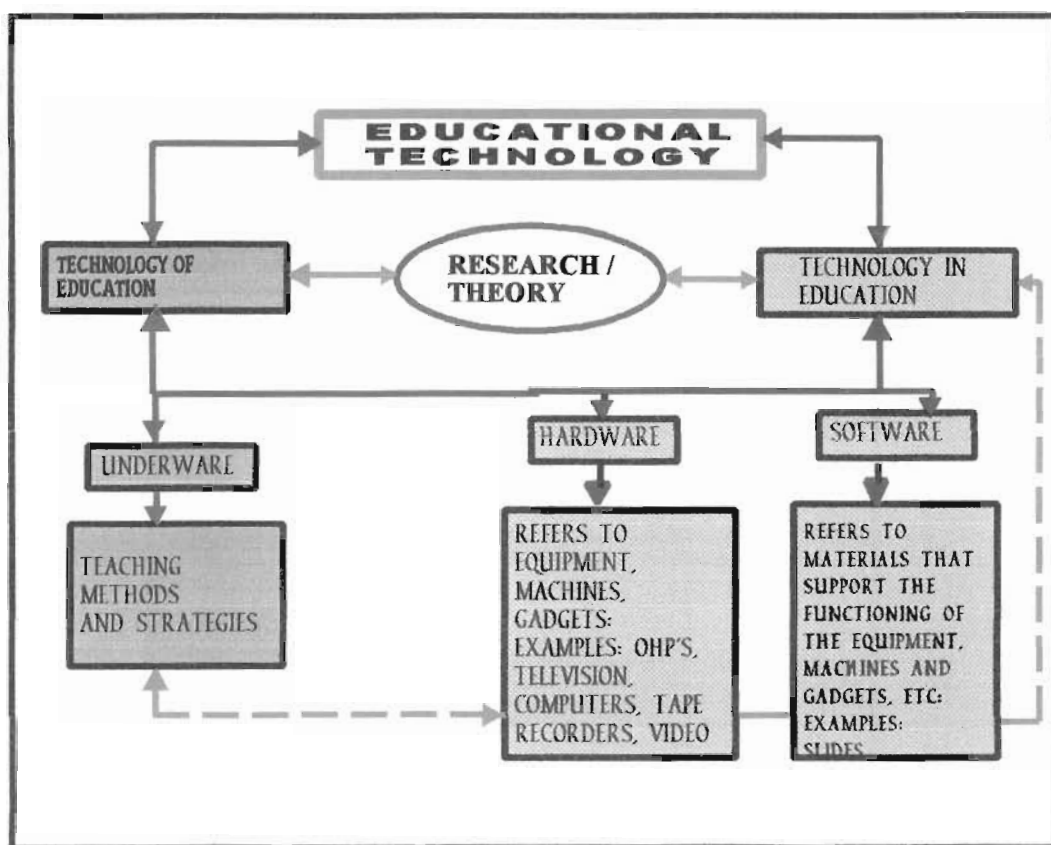 EDUCATIONAL
TECHNOLOGY
TECHNOLOGY OF
EDUCATION
RESEARCH /
THEORY
TECHNOLOGY IN
EDUCATION
UNDERWARE
HARDWARE
SOFTWARE
TEACHING
METHODS
AND STRATEGIES
REFERS TO
EQUIPMENT,
MACHINES,
GADGETS:
EXAMPLES: OHP'S,
TELEVISION,
COMPUTERS, TAPE
RECORDERS, VIDEO
REFERS TO
MATERIALS THAT
SUPPORT THE
FUNCTIONING OF
THE EQUIPMENT,
MACHINES AND
GADGETS, ETC:
EXAMPLES:
SLIDES